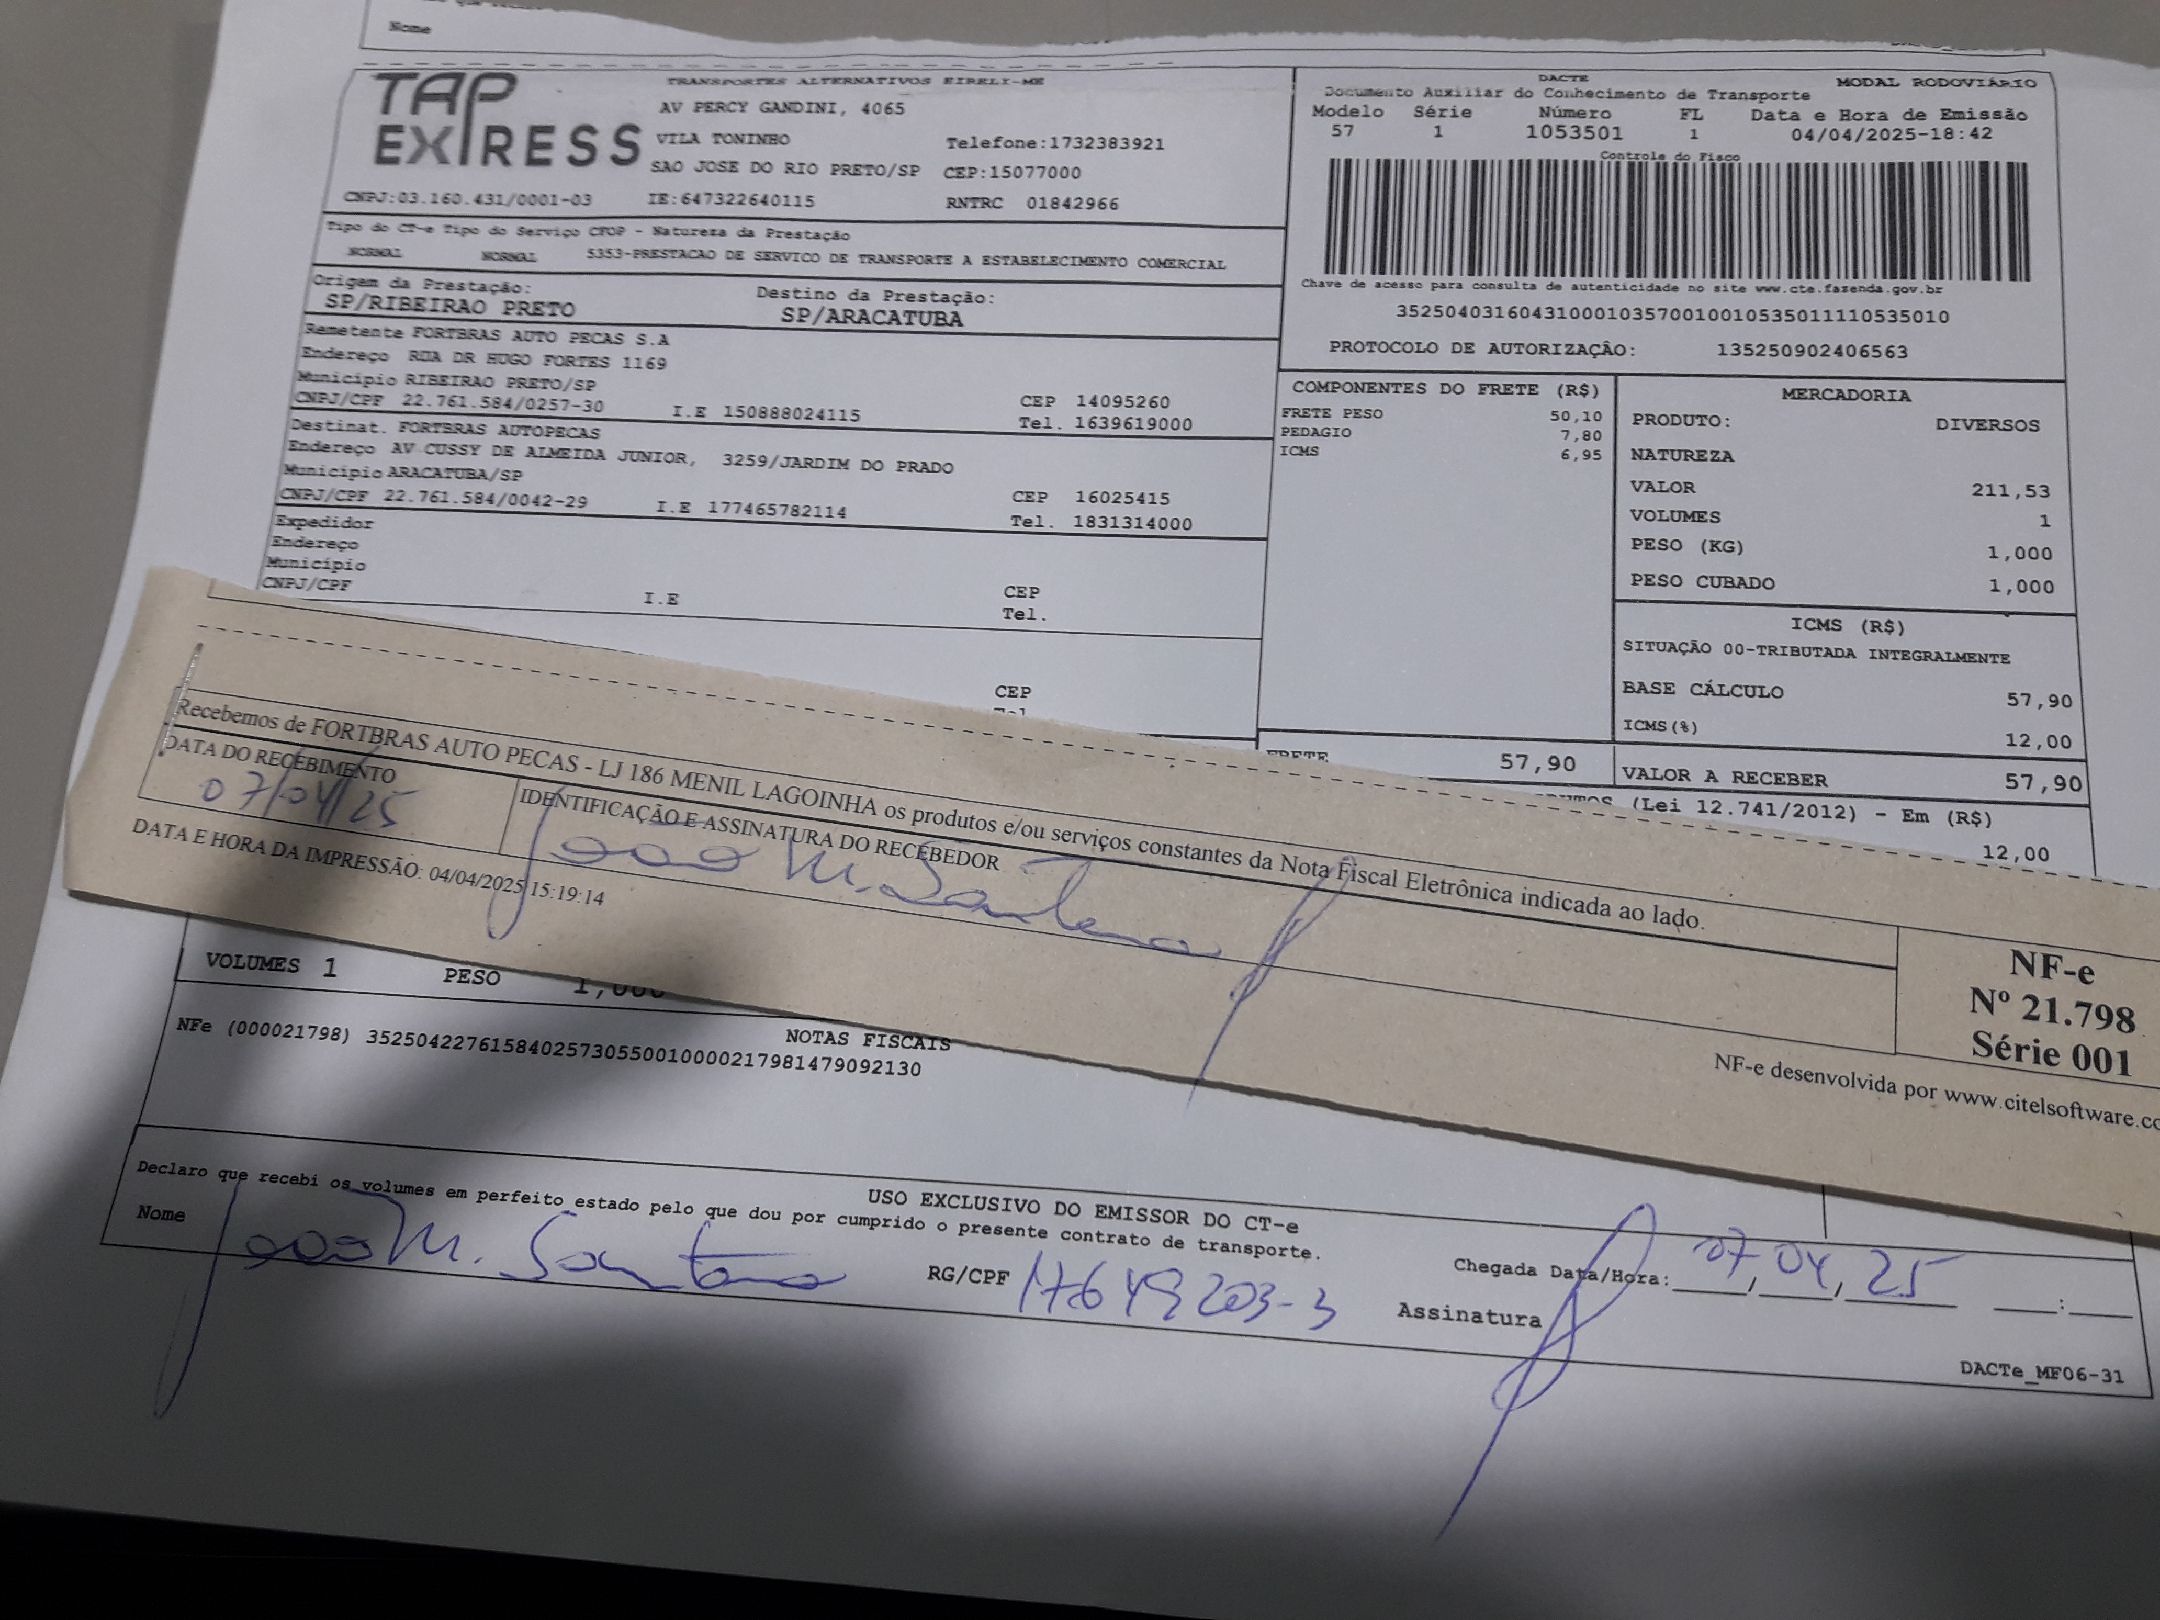 Nome
TAP EXPRESS
TRANSPORTES ALTERNATIVOS EIRELI-ME
AV PERCY GANDINI, 4065
VILA TONINHO Telefone:1732383921
SAO JOSE DO RIO PRETO/SP CEP:15077000
CNPJ:03.160.431/0001-03 IE:647322640115 RNTRC 01842966
Tipo do CT-e Tipo do Serviço CFOP - Natureza da Prestação
NORMAL NORMAL 5353-PRESTACAO DE SERVICO DE TRANSPORTE A ESTABELECIMENTO COMERCIAL
Origem da Prestação: Destino da Prestação:
SP/RIBEIRAO PRETO SP/ARACATUBA
Remetente FORTBRAS AUTO PECAS S.A
Endereço RUA DR HUGO FORTES 1169
Município RIBEIRAO PRETO/SP CEP 14095260
CNPJ/CPF 22.761.584/0257-30 I.E 150888024115 Tel. 1639619000
Destinat. FORTBRAS AUTOPECAS
Endereço AV CUSSY DE ALMEIDA JUNIOR, 3259/JARDIM DO PRADO
Município ARACATUBA/SP CEP 16025415
CNPJ/CPF 22.761.584/0042-29 I.E 177465782114 Tel. 1831314000
Expedidor
Endereço
Município CEP
CNPJ/CPF I.E Tel.
CEP
DACTE MODAL RODOVIÁRIO
Documento Auxiliar do Conhecimento de Transporte
Modelo Série Número FL Data e Hora de Emissão
57 1 1053501 1 04/04/2025-18:42
Controle do Fisco
Chave de acesso para consulta de autenticidade no site www.cte.fazenda.gov.br
35250403160431000103570010010535011110535010
PROTOCOLO DE AUTORIZAÇÃO: 135250902406563
COMPONENTES DO FRETE (R$)
FRETE PESO 50,10
PEDAGIO 7,80
ICMS 6,95
MERCADORIA
PRODUTO: DIVERSOS
NATUREZA
VALOR 211,53
VOLUMES 1
PESO (KG) 1,000
PESO CUBADO 1,000
ICMS (R$)
SITUAÇÃO 00-TRIBUTADA INTEGRALMENTE
BASE CÁLCULO 57,90
ICMS(%) 12,00
FRETE 57,90 VALOR A RECEBER 57,90
(Lei 12.741/2012) - Em (R$)
12,00
Recebemos de FORTBRAS AUTO PECAS - LJ 186 MENIL LAGOINHA os produtos e/ou serviços constantes da Nota Fiscal Eletrônica indicada ao lado.
DATA DO RECEBIMENTO IDENTIFICAÇÃO E ASSINATURA DO RECEBEDOR
07/04/25 João M. Santana
DATA E HORA DA IMPRESSÃO: 04/04/2025 15:19:14
NF-e
Nº 21.798
Série 001
NF-e desenvolvida por www.citelsoftware.co
VOLUMES 1 PESO 1,000
NOTAS FISCAIS
NFe (000021798) 35250422761584025730550010000217981479092130
USO EXCLUSIVO DO EMISSOR DO CT-e
Declaro que recebi os volumes em perfeito estado pelo que dou por cumprido o presente contrato de transporte.
Nome João M. Santana RG/CPF 17649203-3 Chegada Data/Hora: 07, 04, 25 __:__
Assinatura
DACTe_MF06-31